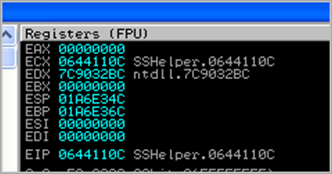 Registers (FPU)
EAX 00000000
ECX 0644110C SSHelper.0644110C
EDX 7C9032BC ntdll.7C9032BC
EBX 00000000
ESP 01A6E34C
EBP 01A6E36C
ESI 00000000
EDI 00000000
EIP 0644110C SSHelper.0644110C